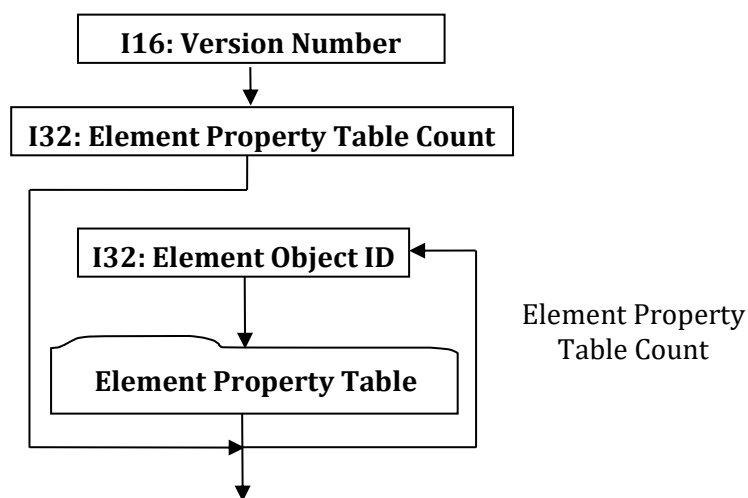 I16: Version Number
I32: Element Property Table Count
I32: Element Object ID
Element Property
Table Count
Element Property Table